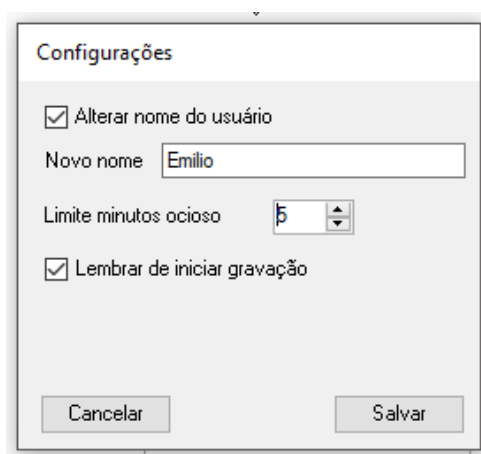 Configurações
Alterar nome do usuário
Novo nome Emilio
Limite minutos ocioso 5
Lembrar de iniciar gravação
Cancelar Salvar